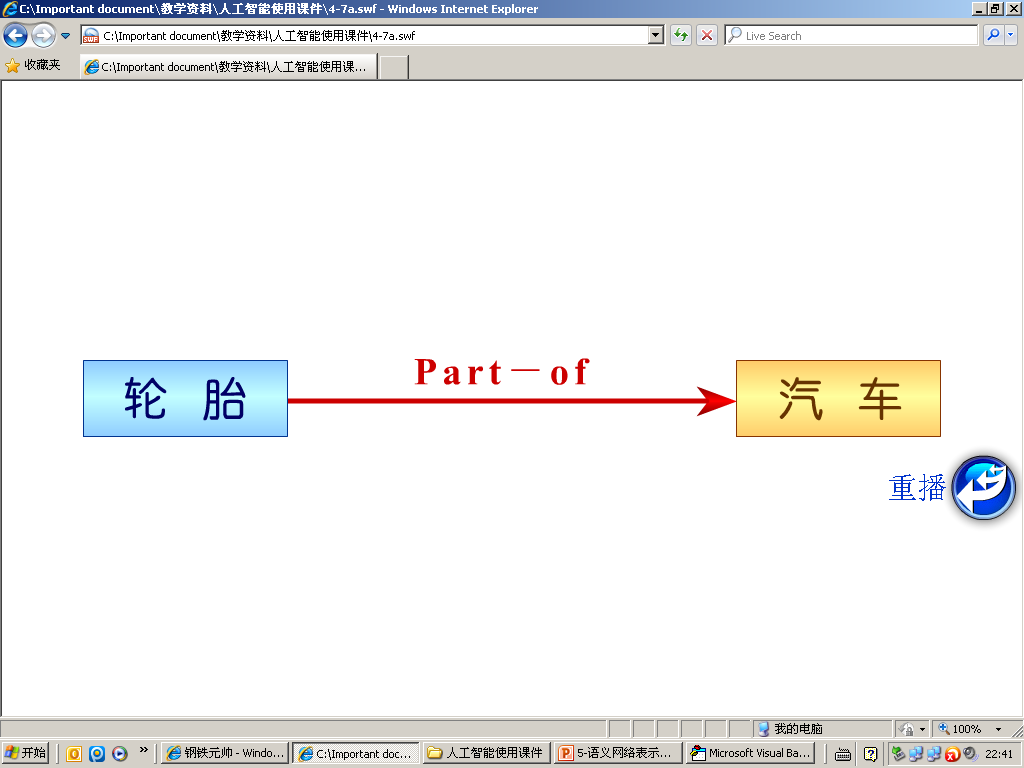 C:\Important document\教学资料\人工智能使用课件\4-7a.swf - Windows Internet Explorer
C:\Important document\教学资料\人工智能使用课件\4-7a.swf
Live Search
收藏夹
C:\Important document\教学资料\人工智能使用课...
Part－of
轮 胎
汽 车
重播
我的电脑
100%
开始
钢铁元帅 - Windo...
C:\Important doc...
人工智能使用课件
5-语义网络表示...
Microsoft Visual Ba...
22:41